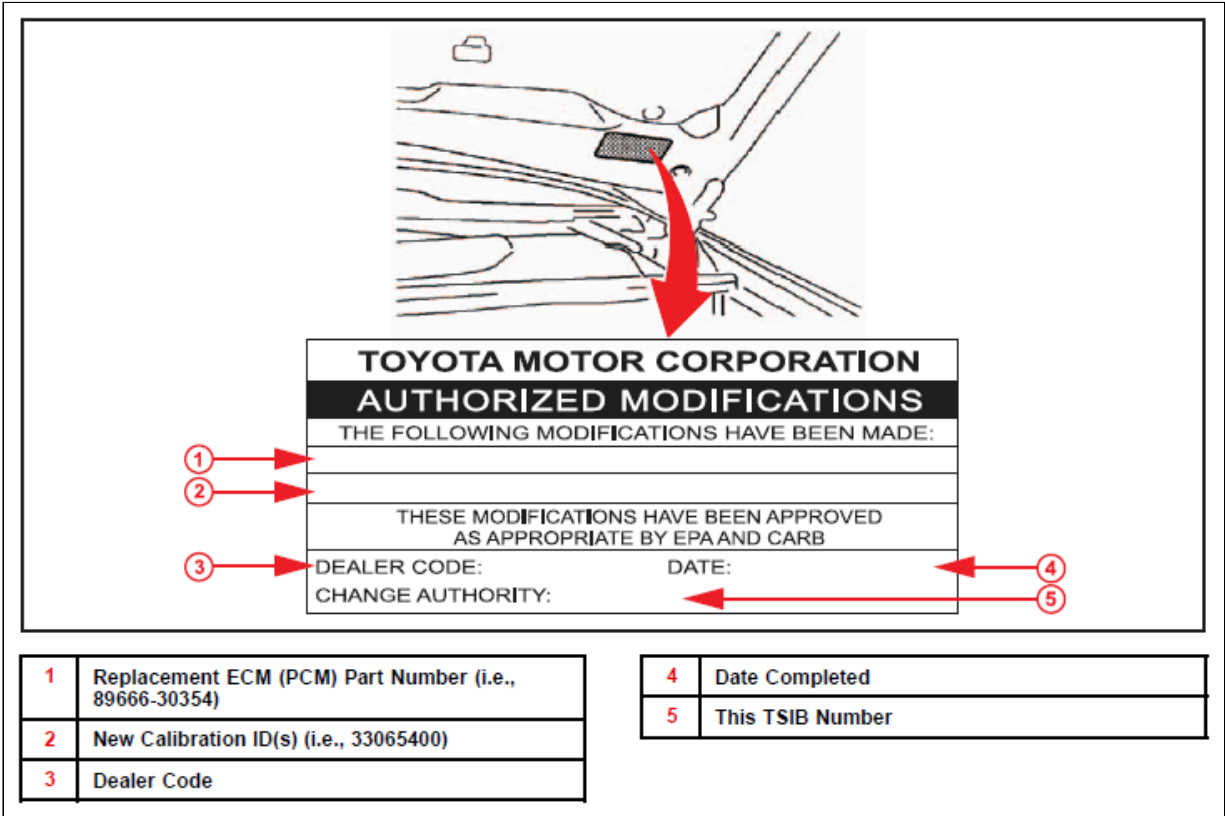 TOYOTA MOTOR CORPORATION
AUTHORIZED MODIFICATIONS
THE FOLLOWING MODIFICATIONS HAVE BEEN MADE:
1
2
THESE MODIFICATIONS HAVE BEEN APPROVED
AS APPROPRIATE BY EPA AND CARB
3
DEALER CODE:
DATE:
4
CHANGE AUTHORITY:
5
1 Replacement ECM (PCM) Part Number (i.e.,
89666-30354)
2 New Calibration ID(s) (i.e., 33065400)
3 Dealer Code
4 Date Completed
5 This TSIB Number